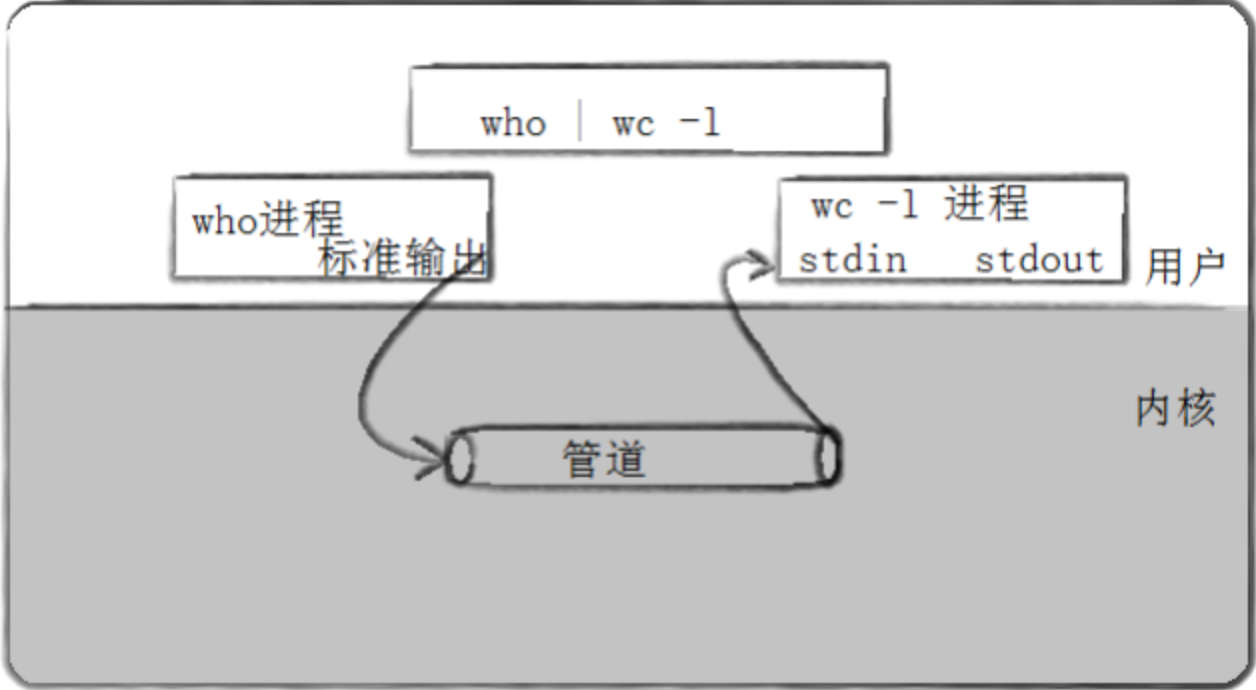 who | wc -l
who进程
标准输出
wc -l 进程
stdin stdout
用户
内核
管道